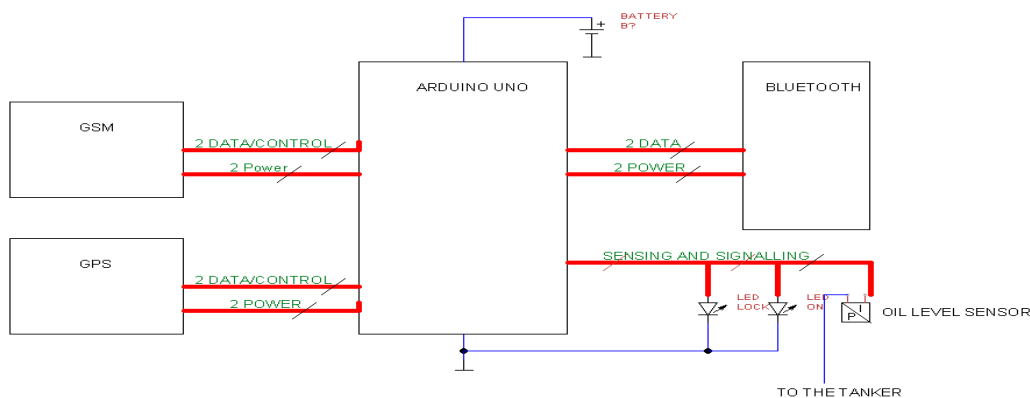 BATTERY
B?
+
ARDUINO UNO
BLUETOOTH
GSM
2 DATA/CONTROL
2 Power
2 DATA
2 POWER
GPS
2 DATA/CONTROL
2 POWER
SENSING AND SIGNALLING
LED
LOCK
LED
ON
I
P
OIL LEVEL SENSOR
TO THE TANKER